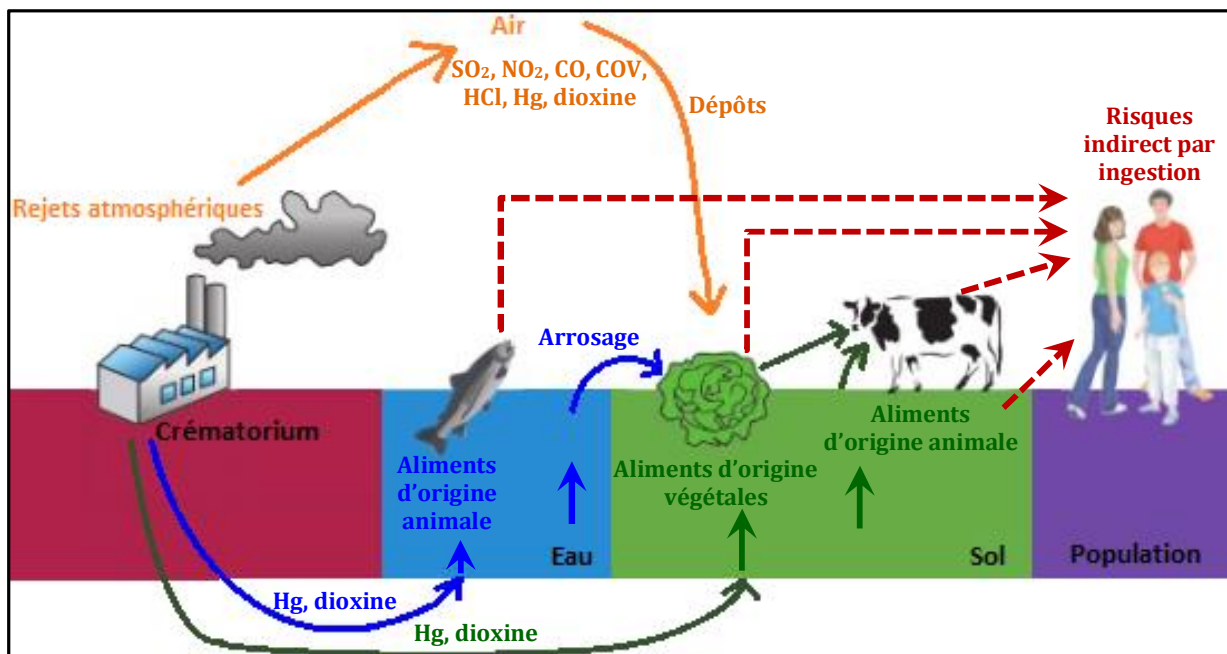 Air
SO₂, NO₂, CO, COV,
HCl, Hg, dioxine
Dépôts
Risques
indirect par
ingestion
Rejets atmosphériques
Arrosage
Crématorium
Aliments
d'origine
animale
Eau
Aliments d'origine
végétales
Aliments
d'origine animale
Sol
Population
Hg, dioxine
Hg, dioxine